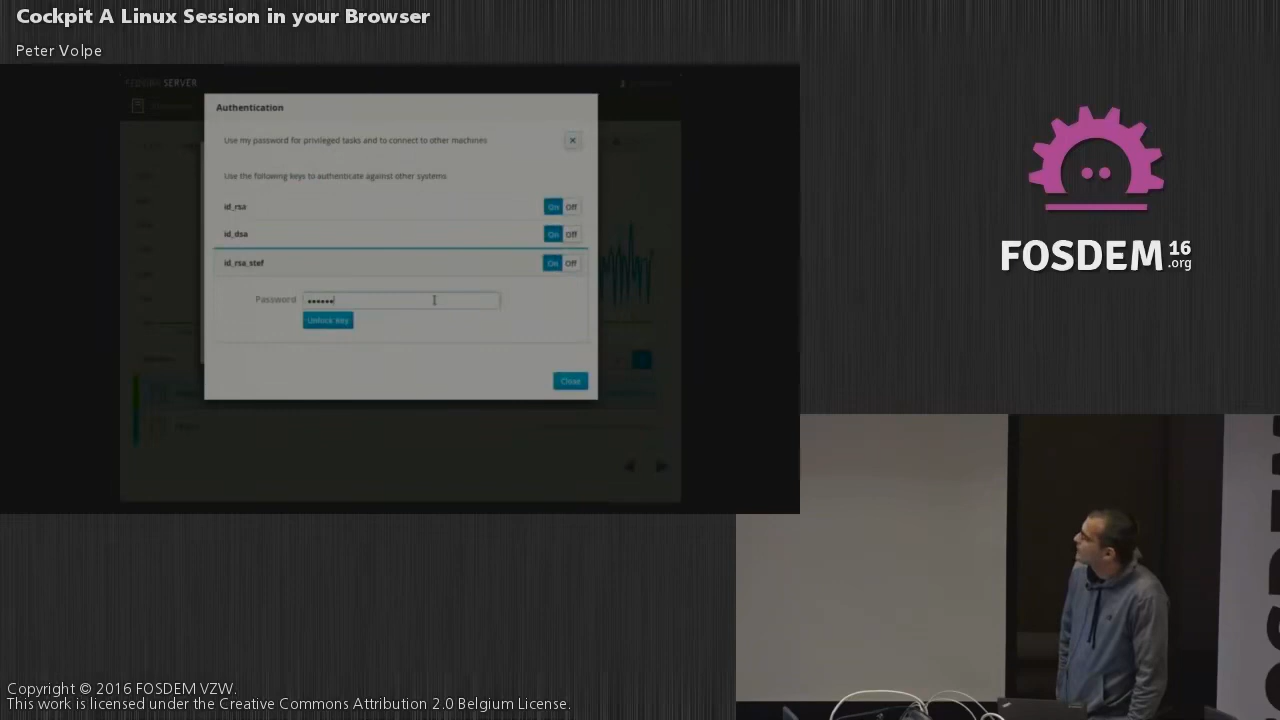 Cockpit A Linux Session in your Browser
Peter Volpe
SERVER
Authentication
Use my password for privileged tasks and to connect to other machines
Use the following keys to authenticate against other systems
id_rsa
On Off
id_dsa
On Off
id_rsa_stef
On Off
Password ••••••
Unlock Key
Close
FOSDEM 16
.org
Copyright © 2016 FOSDEM VZW.
This work is licensed under the Creative Commons Attribution 2.0 Belgium License.